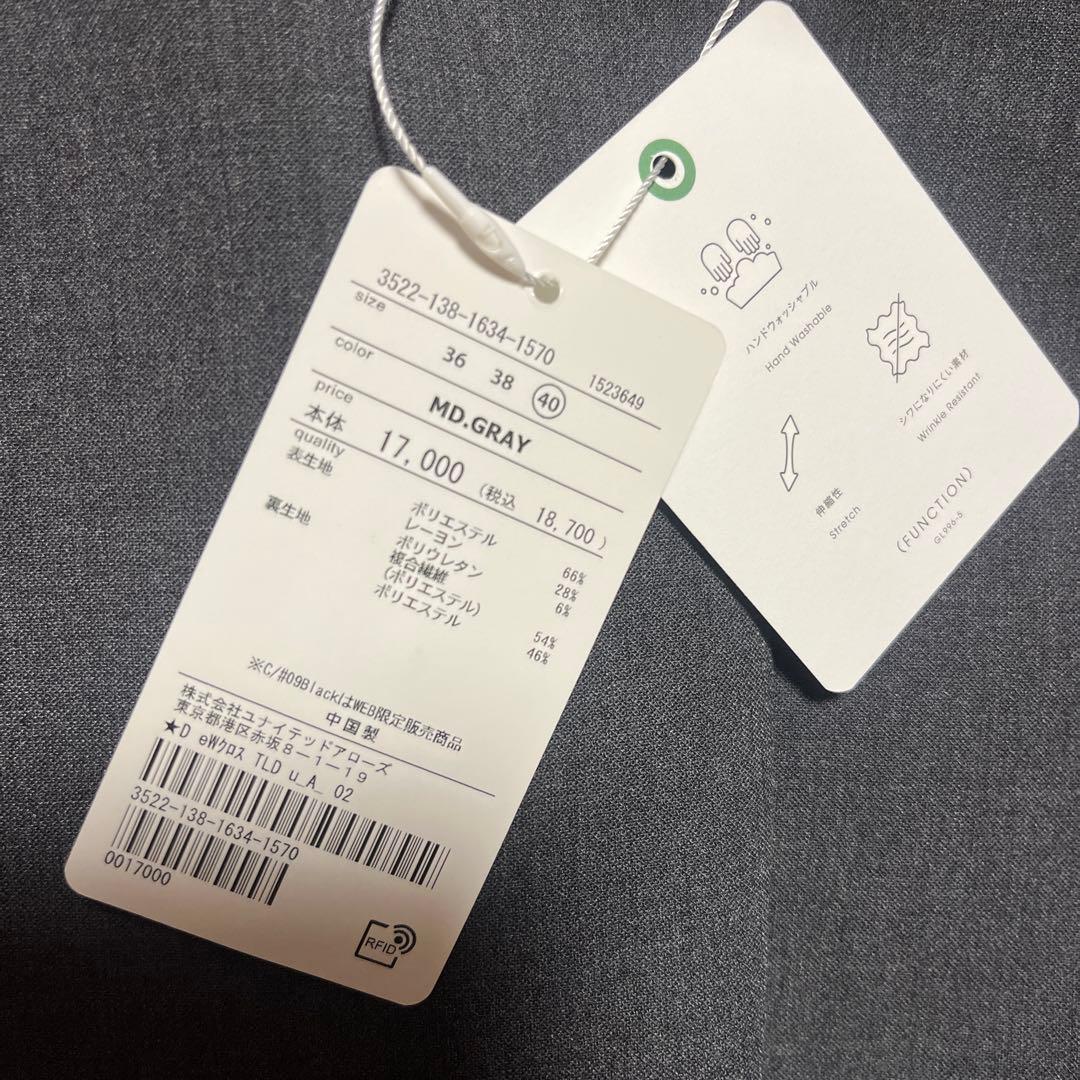 3522-138-1634-1570
size
1523649
36 38 40
color
MD.GRAY
price
本体 17,000 (税込 18,700)
quality
表生地
ポリエステル 66%
レーヨン 28%
ポリウレタン 6%
裏生地
複合繊維
(ポリエステル) 54%
ポリエステル 46%
※C/#09BlackはWEB限定販売商品
中国製
株式会社ユナイテッドアローズ
東京都港区赤坂8-1-19
★D eWクロス TLD u_A_ 02
3522-138-1634-1570
0017000
RFID
ハンドウォッシャブル
Hand Washable
シワになりにくい素材
Wrinkle Resistant
伸縮性
Stretch
(FUNCTION)
GL996-5